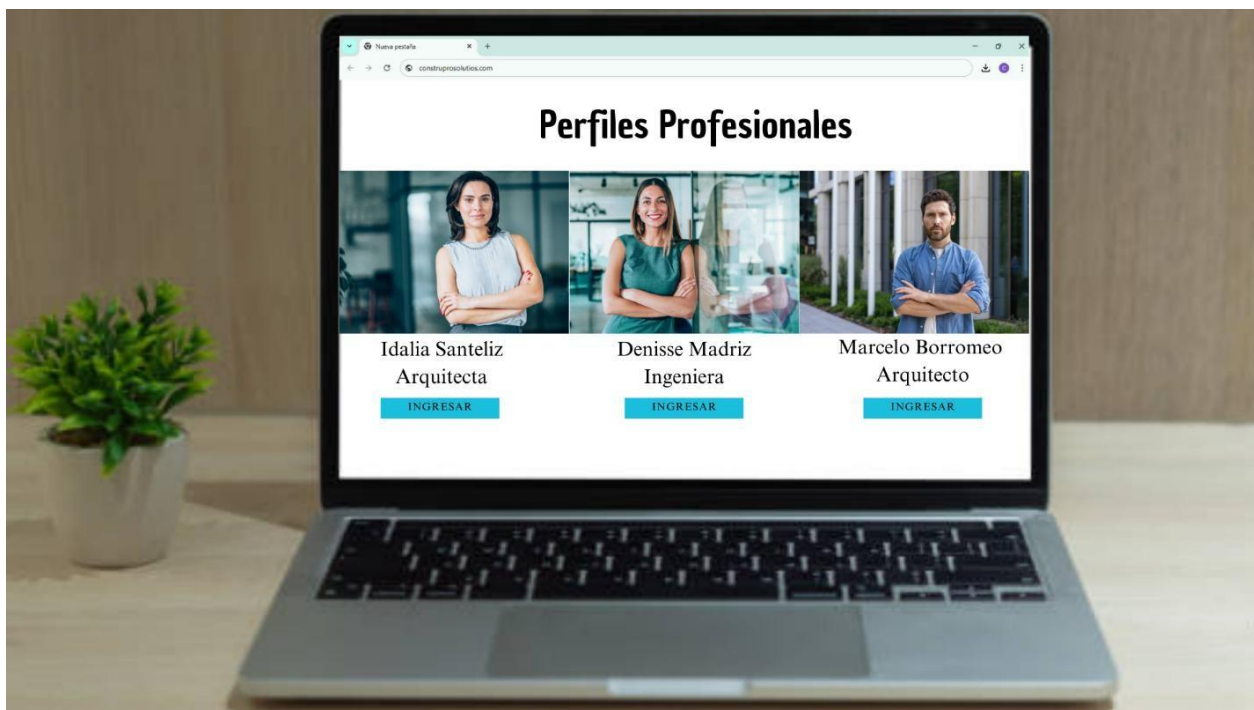 Nueva pestaña
construprosolutios.com
Perfiles Profesionales
Idalia Santeliz
Arquitecta
INGRESAR
Denisse Madriz
Ingeniera
INGRESAR
Marcelo Borromeo
Arquitecto
INGRESAR